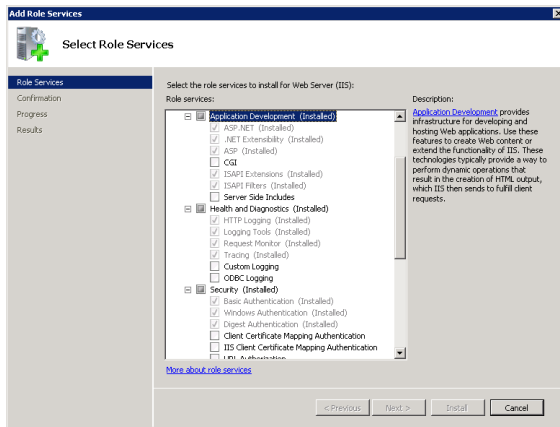 Add Role Services
Select Role Services
Role Services
Confirmation
Progress
Results
Select the role services to install for Web Server (IIS):
Role services:
Application Development (Installed)
ASP.NET (Installed)
.NET Extensibility (Installed)
ASP (Installed)
CGI
ISAPI Extensions (Installed)
ISAPI Filters (Installed)
Server Side Includes
Health and Diagnostics (Installed)
HTTP Logging (Installed)
Logging Tools (Installed)
Request Monitor (Installed)
Tracing (Installed)
Custom Logging
ODBC Logging
Security (Installed)
Basic Authentication (Installed)
Windows Authentication (Installed)
Digest Authentication (Installed)
Client Certificate Mapping Authentication
IIS Client Certificate Mapping Authentication
URL Authorization
More about role services
Description:
Application Development provides
infrastructure for developing and
hosting Web applications. Use these
features to create Web content or
extend the functionality of IIS. These
technologies typically provide a way to
perform dynamic operations that
result in the creation of HTML output,
which IIS then sends to fulfill client
requests.
< Previous
Next >
Install
Cancel